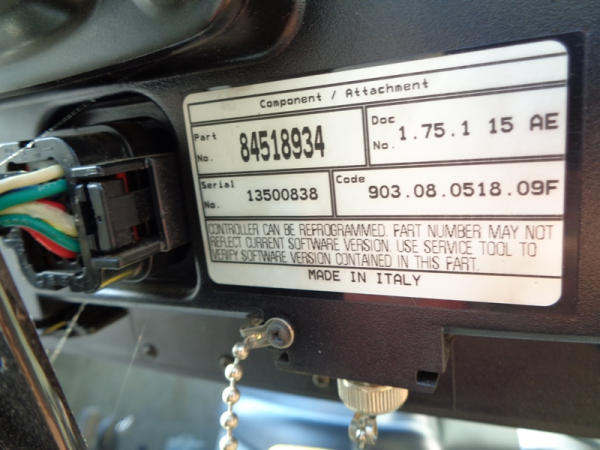 Component / Attachment
Part No. 84518934
Doc No. 1.75.1 15 AE
Serial No. 13500838
Code 903.08.0518.09F
CONTROLLER CAN BE REPROGRAMMED. PART NUMBER MAY NOT
REFLECT CURRENT SOFTWARE VERSION. USE SERVICE TOOL TO
VERIFY SOFTWARE VERSION CONTAINED IN THIS PART.
MADE IN ITALY